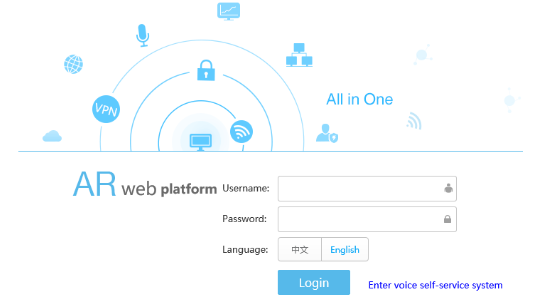 VPN
All in One
AR web platform
Username:
Password:
Language: 中文 English
Login
Enter voice self-service system